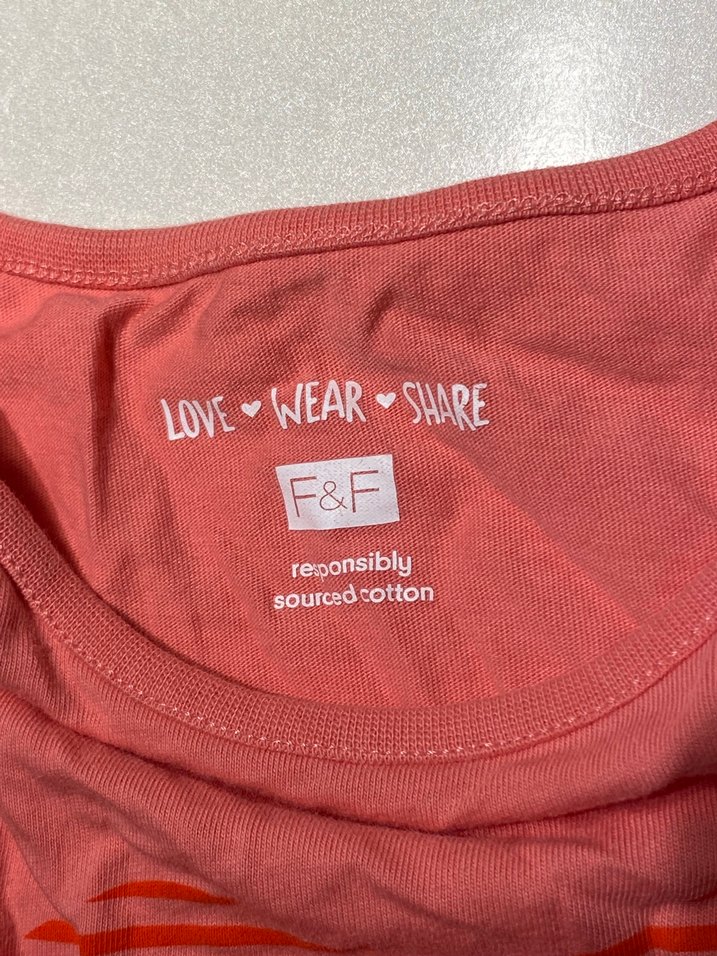 LOVE ♥ WEAR ♥ SHARE
F&F
responsibly
sourced cotton